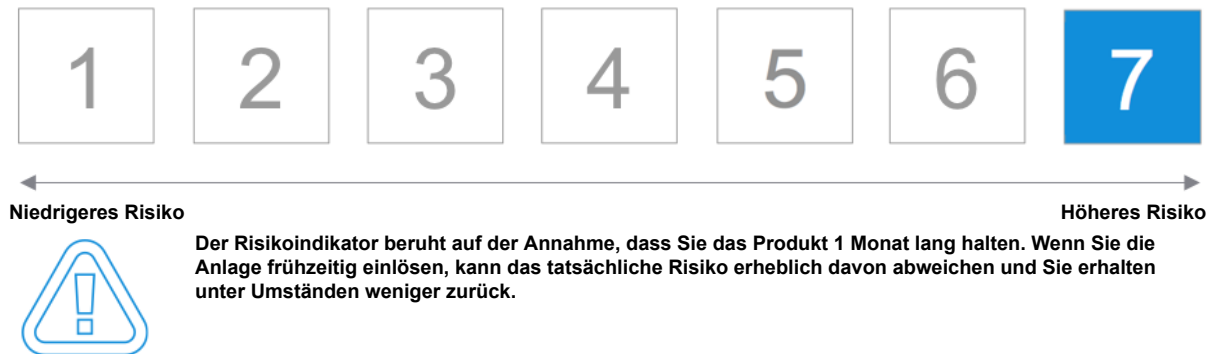 1 2 3 4 5 6 7
Niedrigeres Risiko Höheres Risiko
Der Risikoindikator beruht auf der Annahme, dass Sie das Produkt 1 Monat lang halten. Wenn Sie die
Anlage frühzeitig einlösen, kann das tatsächliche Risiko erheblich davon abweichen und Sie erhalten
unter Umständen weniger zurück.